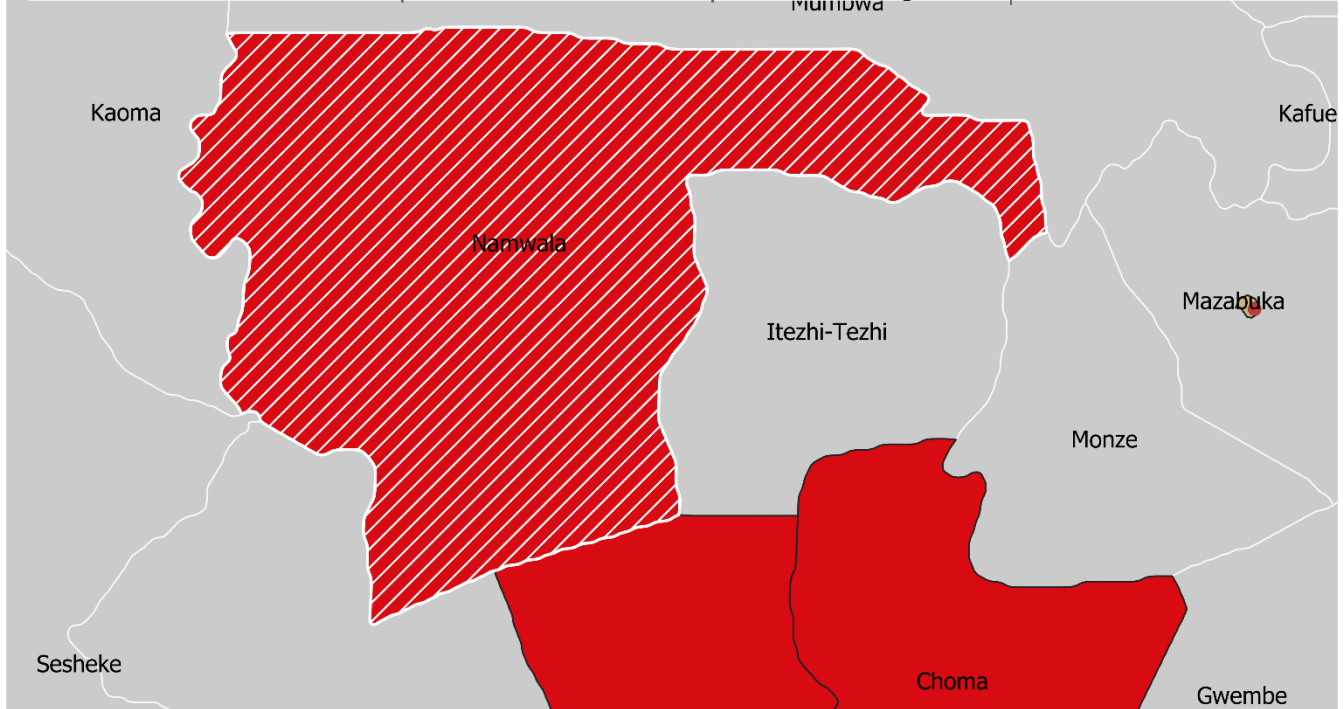 Mumbwa
Kaoma
Kafue
Namwala
Mazabuka
Itezhi-Tezhi
Monze
Sesheke
Choma
Gwembe